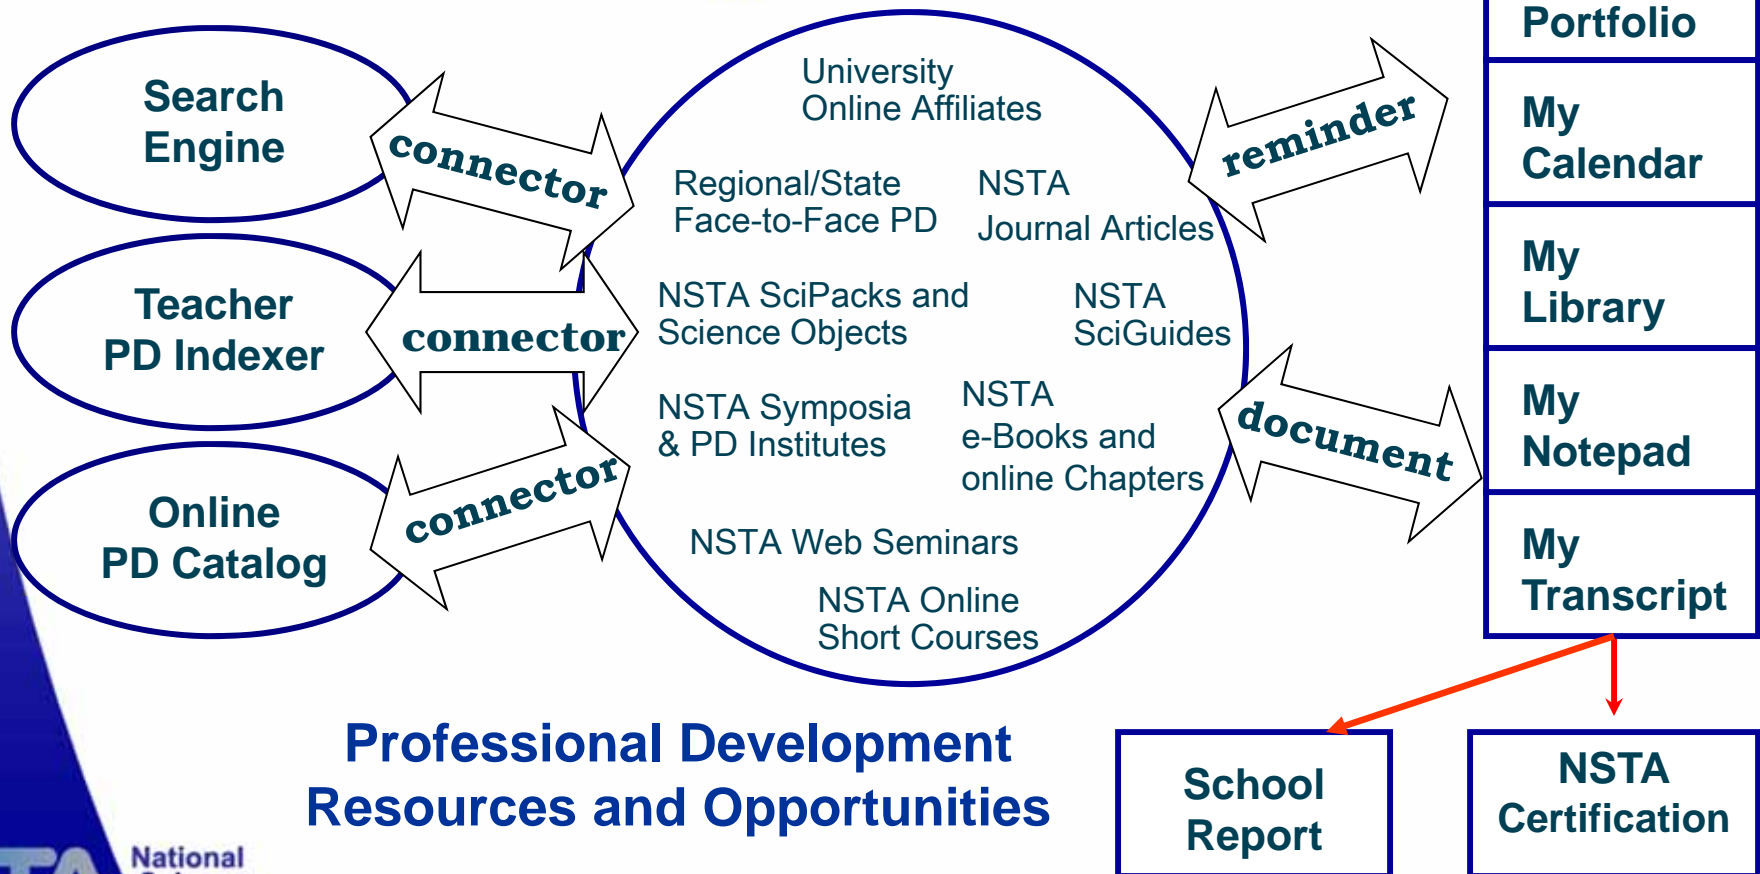 Search
Engine
connector
Teacher
PD Indexer
connector
Online
PD Catalog
connector
University
Online Affiliates
Regional/State
Face-to-Face PD
NSTA
Journal Articles
NSTA SciPacks and
Science Objects
NSTA
SciGuides
NSTA Symposia
& PD Institutes
NSTA
e-Books and
online Chapters
NSTA Web Seminars
NSTA Online
Short Courses
reminder
document
Portfolio
My
Calendar
My
Library
My
Notepad
My
Transcript
Professional Development
Resources and Opportunities
School
Report
NSTA
Certification
National